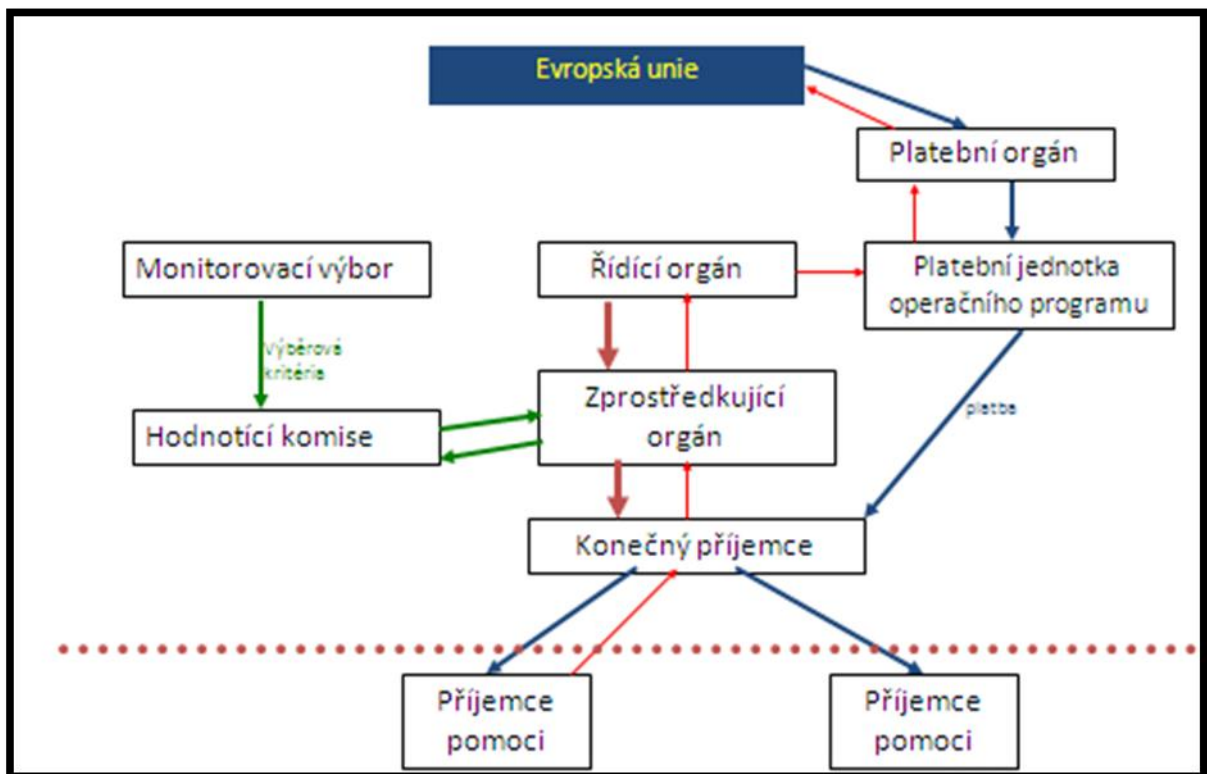 Evropská unie
Platební orgán
Monitorovací výbor
Řídící orgán
Platební jednotka
operačního programu
Výběrová
kritéria
Zprostředkující
orgán
Hodnotící komise
platba
Konečný příjemce
Příjemce
pomoci
Příjemce
pomoci